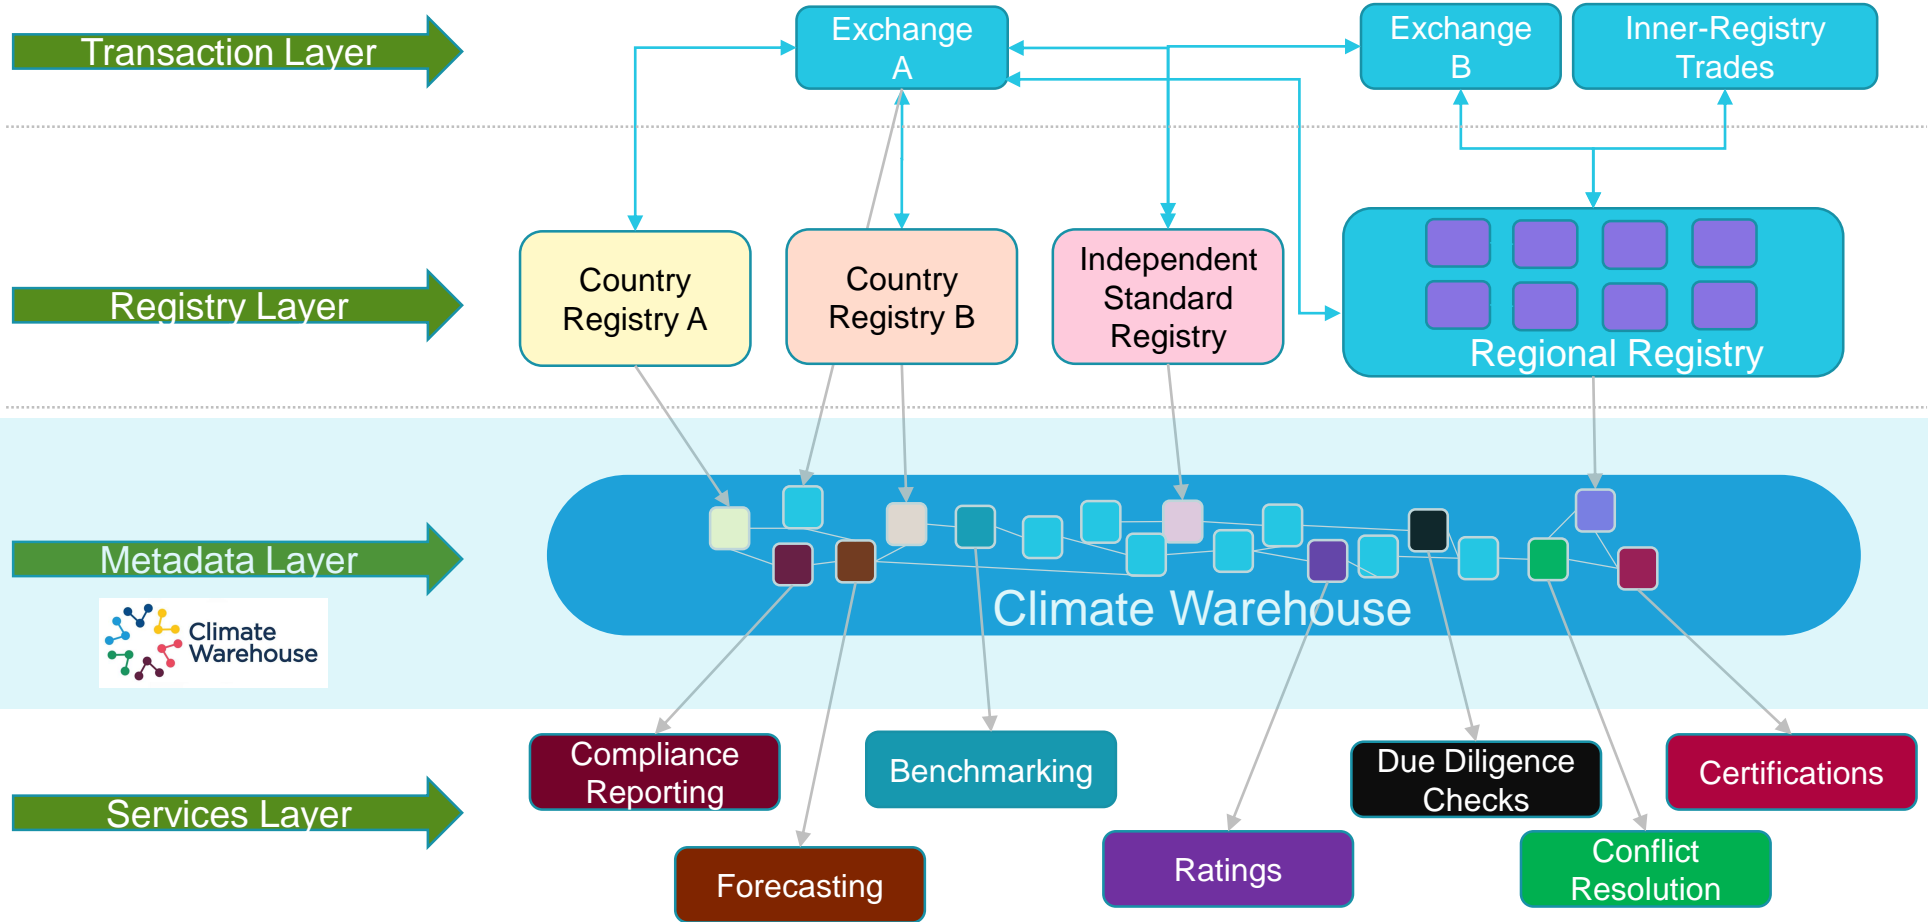 Transaction Layer
Exchange
A
Exchange
B
Inner-Registry
Trades
Registry Layer
Country
Registry A
Country
Registry B
Independent
Standard
Registry
Regional Registry
Metadada Layer
Climate Warehouse
Climate
Warehouse
Services Layer
Compliance
Reporting
Benchmarking
Due Diligence
Checks
Certifications
Forecasting
Ratings
Conflict
Resolution